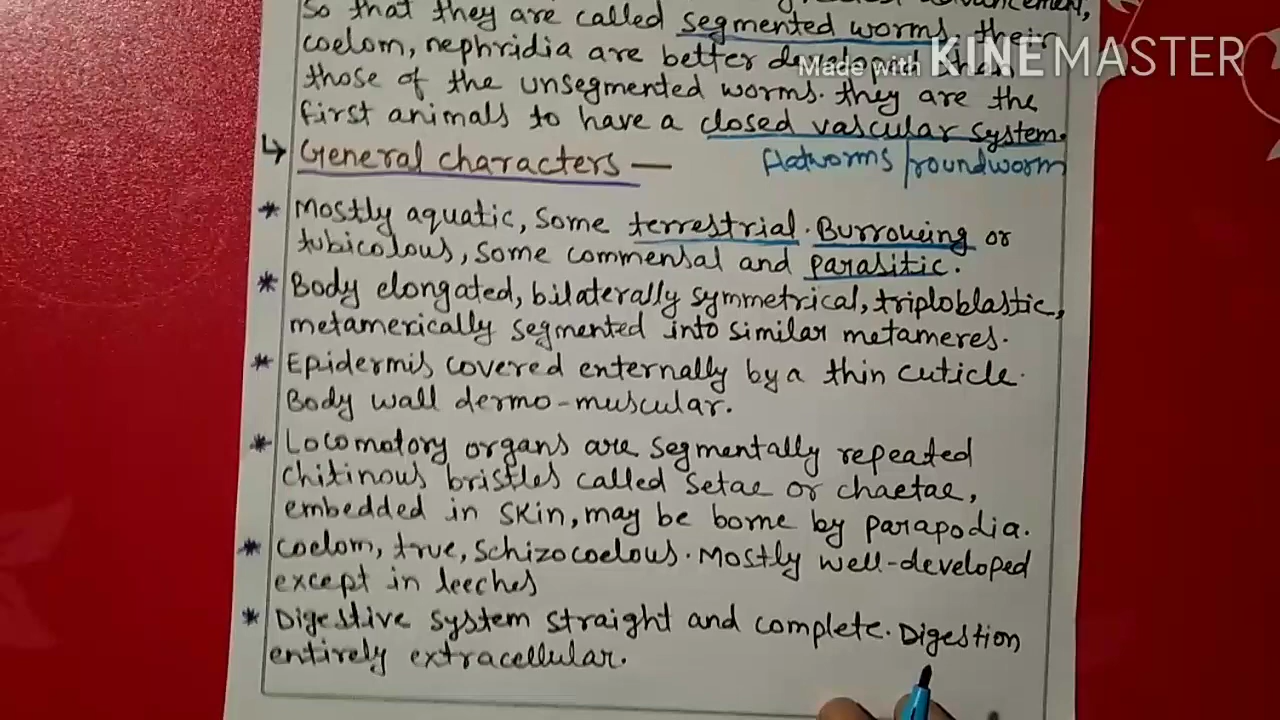 advancement,
So that they are called segmented worms, their
coelom, nephridia are better developed than
Made with KINEMASTER
those of the unsegmented worms. they are the
first animals to have a closed vascular system.
↳ General characters —
flatworms | roundworm
* Mostly aquatic, some terrestrial. Burroweing or
tubicolous, some commensal and parasitic.
* Body elongated, bilaterally symmetrical, triploblastic,
metamerically segmented into similar metameres.
* Epidermis covered enternally by a thin cuticle.
Body wall dermo-muscular.
* Locomotory organs are segmentally repeated
chitinous bristles called setae or chaetae,
embedded in skin, may be borne by parapodia.
* coelom, true, schizocoelous. Mostly well-developed
except in leeches
* Digestive system straight and complete. Digestion
entirely extracellular.